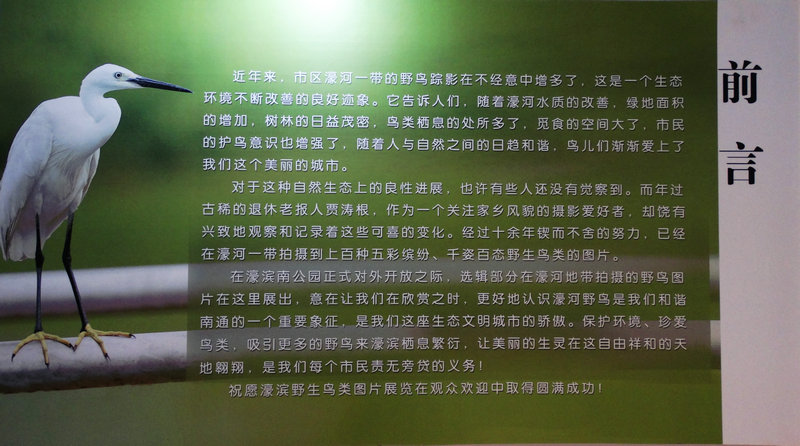 前言
近年来，市区濠河一带的野鸟踪影在不经意中增多了，这是一个生态
环境不断改善的良好迹象。它告诉人们，随着濠河水质的改善，绿地面积
的增加，树林的日益茂密，鸟类栖息的处所多了，觅食的空间大了，市民
的护鸟意识也增强了，随着人与自然之间的日趋和谐，鸟儿们渐渐爱上了
我们这个美丽的城市。
对于这种自然生态上的良性进展，也许有些人还没有觉察到。而年过
古稀的退休老报人贾涛根，作为一个关注家乡风貌的摄影爱好者，却饶有
兴致地观察和记录着这些可喜的变化。经过十余年锲而不舍的努力，已经
在濠河一带拍摄到上百种五彩缤纷、千姿百态野生鸟类的图片。
在濠滨南公园正式对外开放之际，选辑部分在濠河地带拍摄的野鸟图
片在这里展出，意在让我们在欣赏之时，更好地认识濠河野鸟是我们和谐
南通的一个重要象征，是我们这座生态文明城市的骄傲。保护环境、珍爱
鸟类，吸引更多的野鸟来濠滨栖息繁衍，让美丽的生灵在这自由祥和的天
地翱翔，是我们每个市民责无旁贷的义务！
祝愿濠滨野生鸟类图片展览在观众欢迎中取得圆满成功！